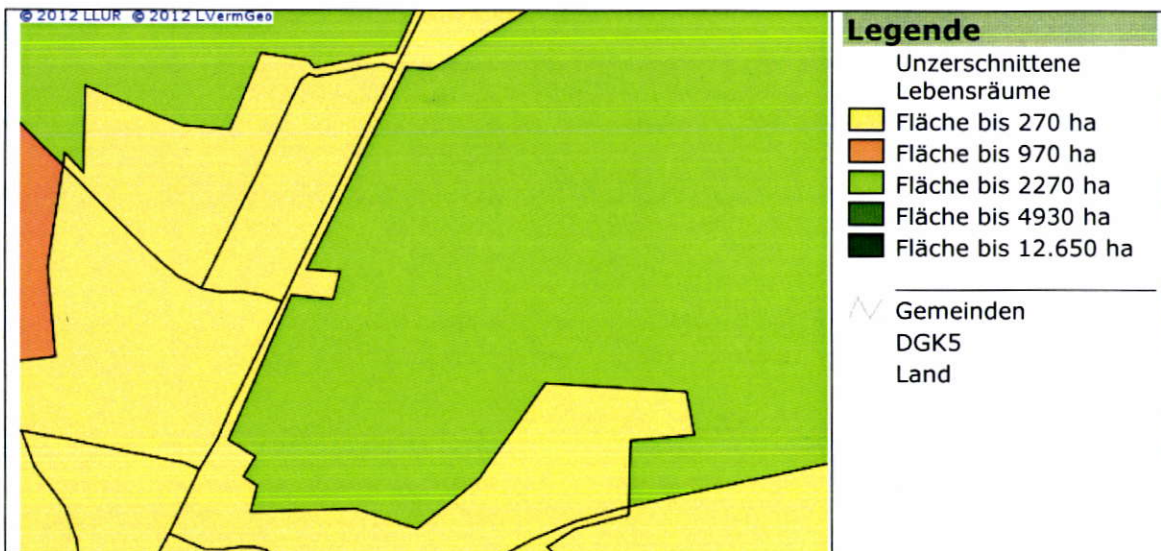 © 2012 LLUR © 2012 LVermGeo
Legende
Unzerschnittene
Lebensräume
Fläche bis 270 ha
Fläche bis 970 ha
Fläche bis 2270 ha
Fläche bis 4930 ha
Fläche bis 12.650 ha
Gemeinden
DGK5
Land